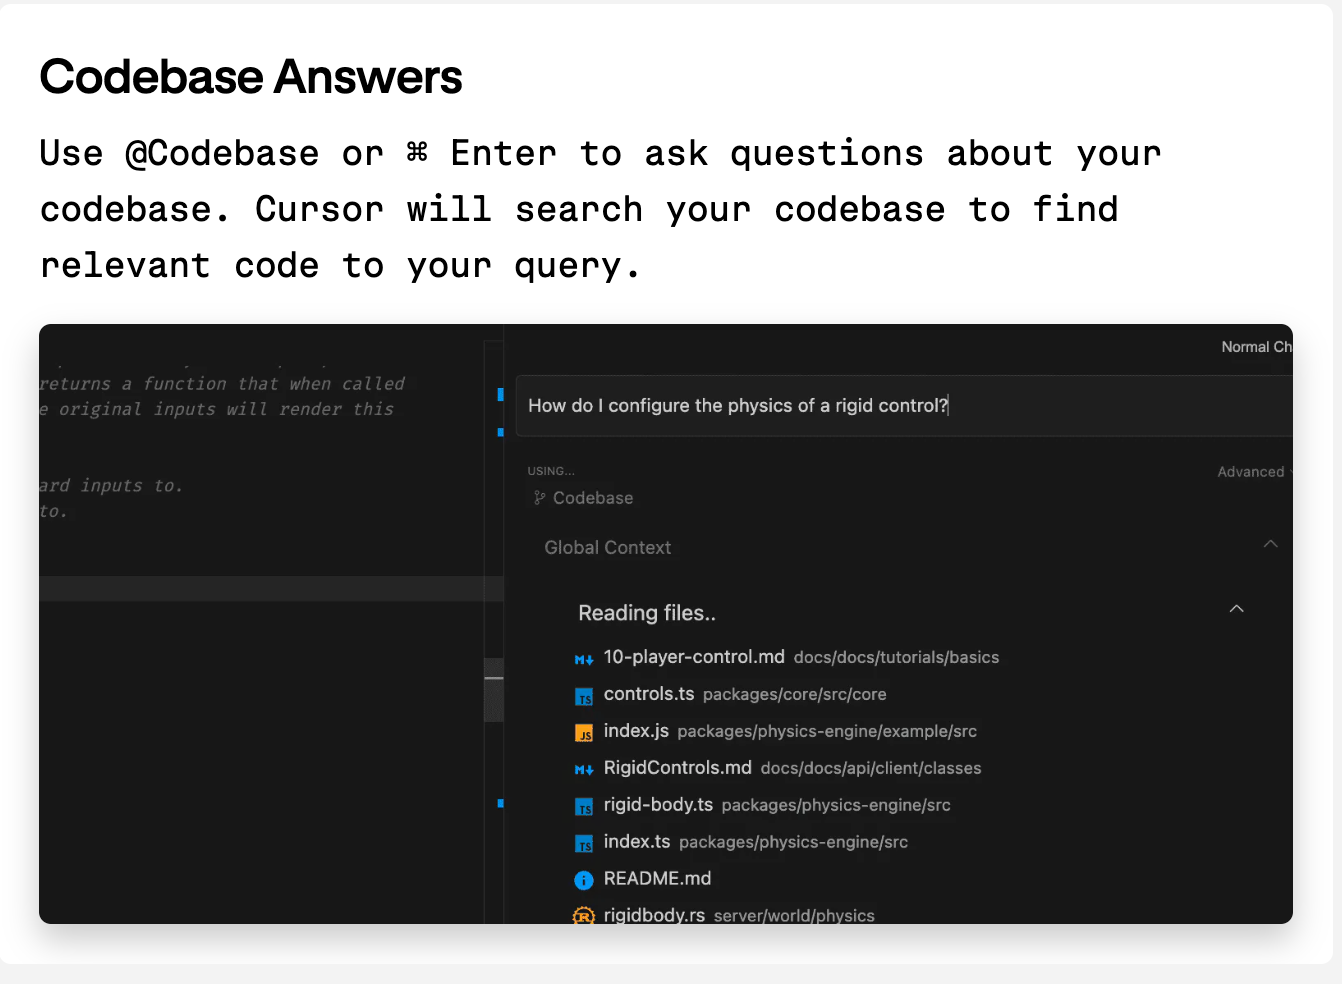 Codebase Answers
Use @Codebase or ⌘ Enter to ask questions about your
codebase. Cursor will search your codebase to find
relevant code to your query.
returns a function that when called
e original inputs will render this
ard inputs to.
to.
Normal Ch
How do I configure the physics of a rigid control?
USING...
Advanced
Codebase
Global Context
Reading files..
M↓ 10-player-control.md docs/docs/tutorials/basics
TS controls.ts packages/core/src/core
JS index.js packages/physics-engine/example/src
M↓ RigidControls.md docs/docs/api/client/classes
TS rigid-body.ts packages/physics-engine/src
TS index.ts packages/physics-engine/src
README.md
R rigidbody.rs server/world/physics